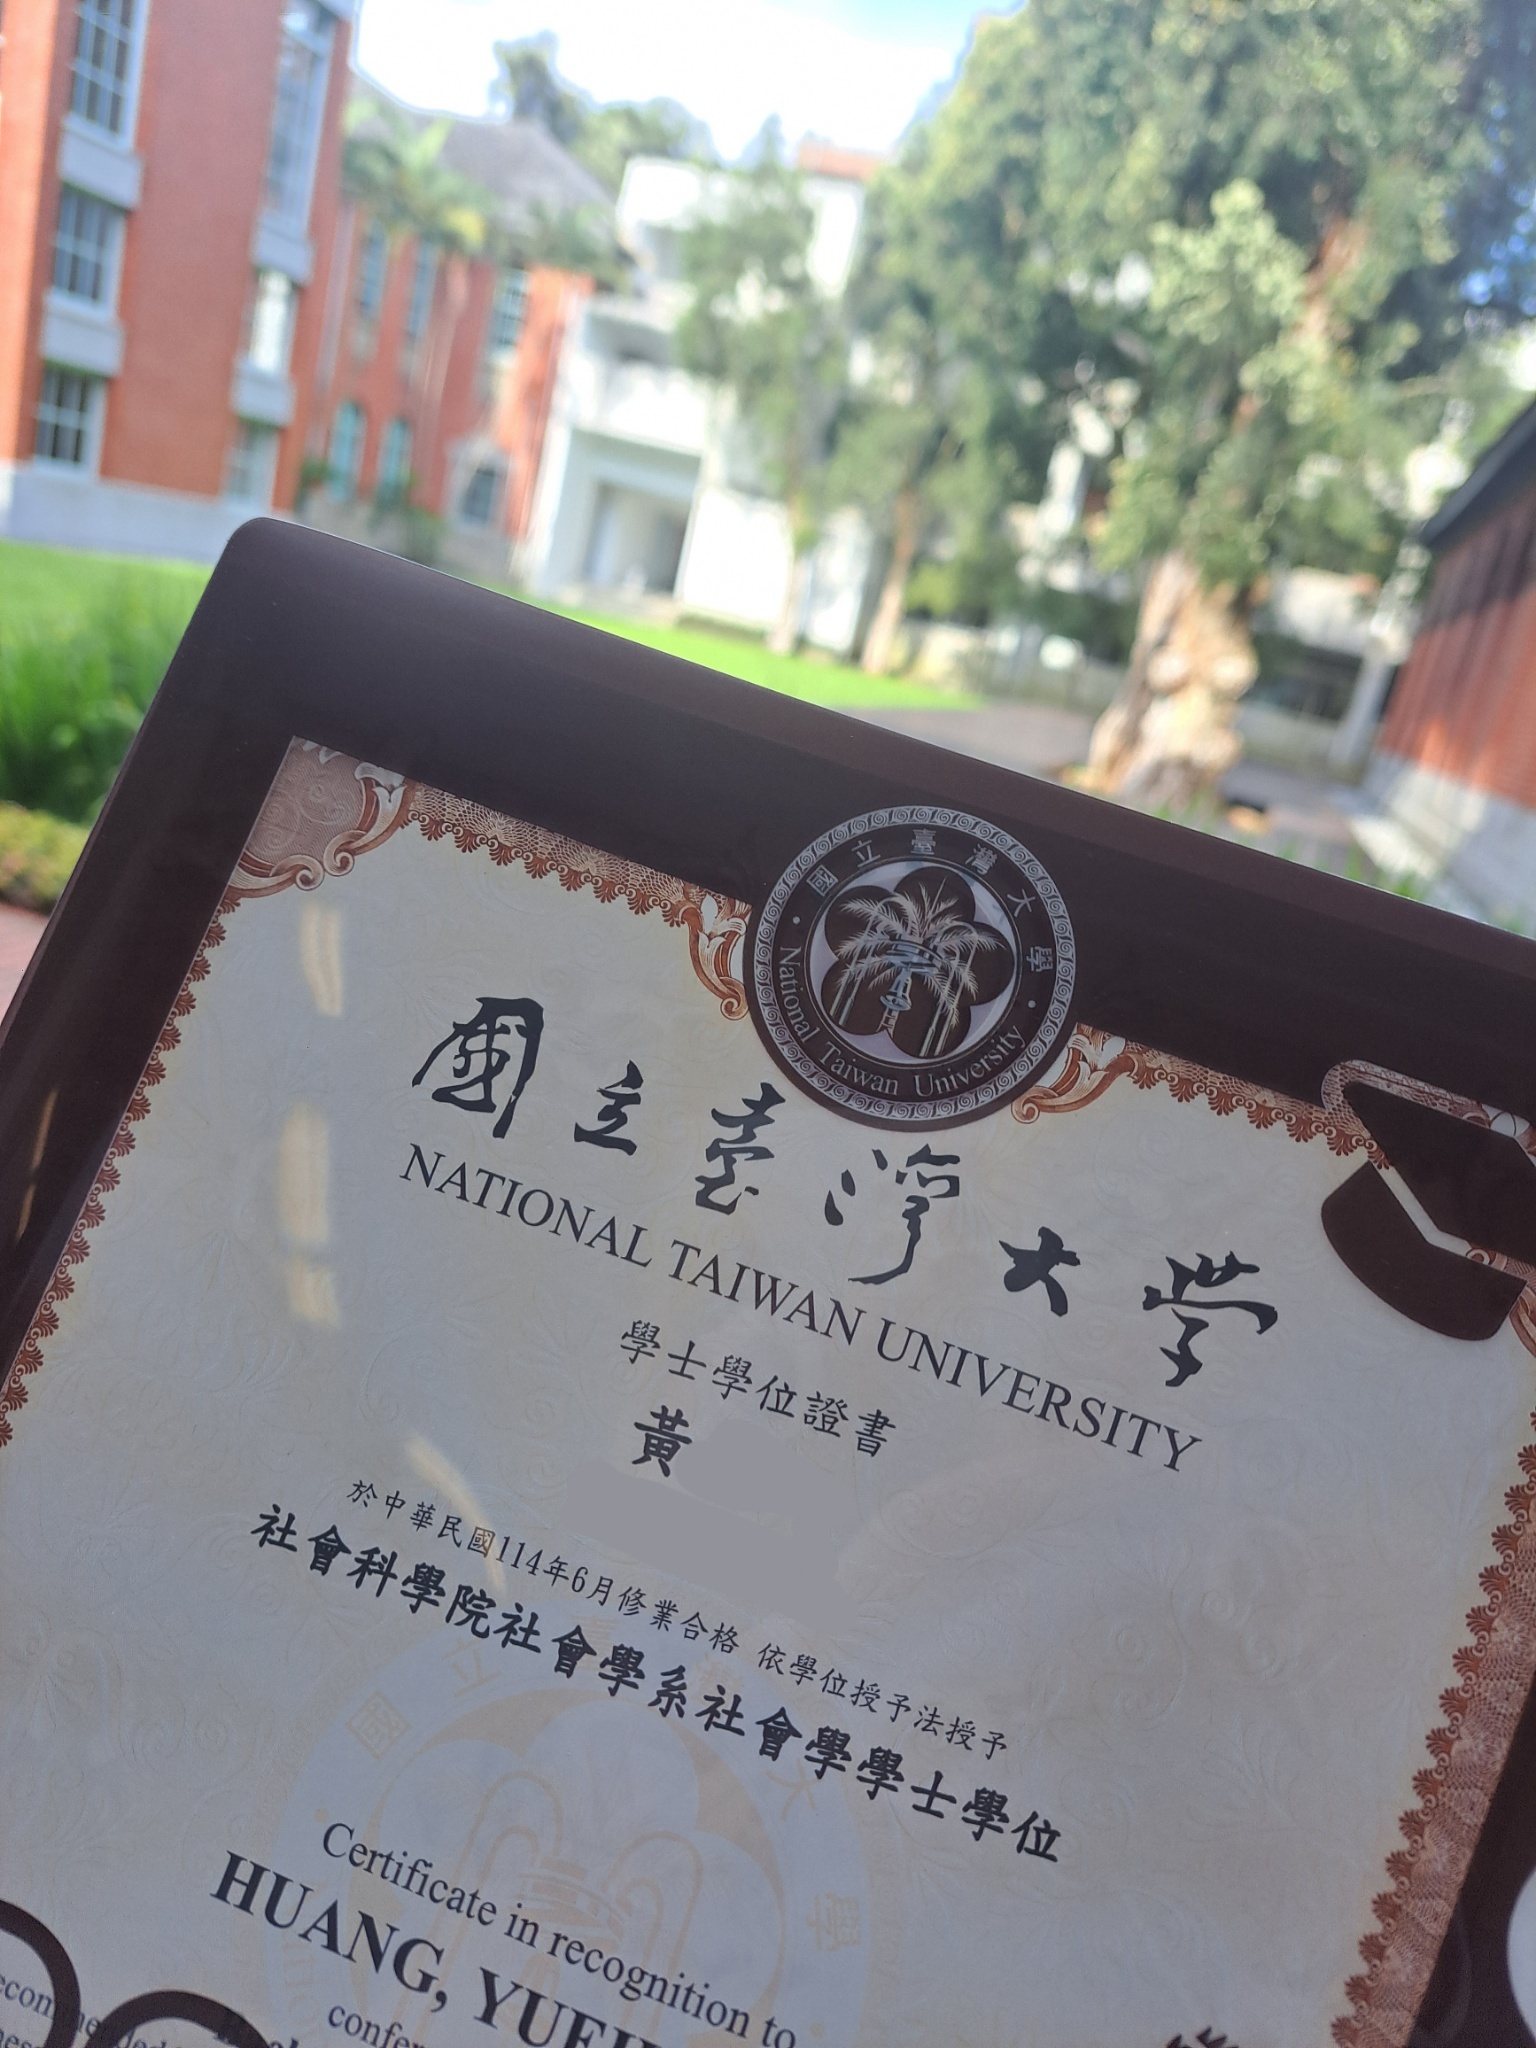 國立臺灣大學
National Taiwan University
國立臺灣大學
NATIONAL TAIWAN UNIVERSITY
學士學位證書
黃
於中華民國114年6月修業合格 依學位授予法授予
社會科學院社會學系社會學學士學位
Certificate in recognition to
HUANG,